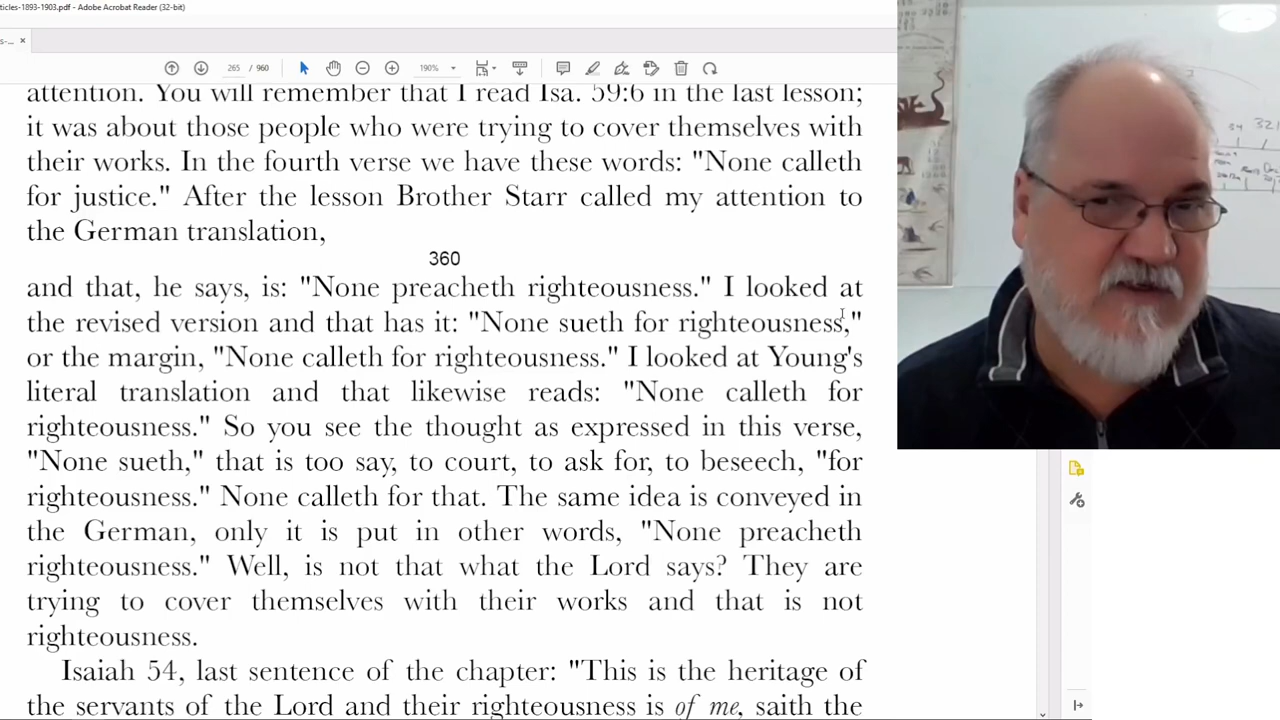 ticles-1893-1903.pdf - Adobe Acrobat Reader (32-bit)
s-... ×
265 / 960
190%
attention. You will remember that I read Isa. 59:6 in the last lesson;
it was about those people who were trying to cover themselves with
their works. In the fourth verse we have these words: "None calleth
for justice." After the lesson Brother Starr called my attention to
the German translation,
360
and that, he says, is: "None preacheth righteousness." I looked at
the revised version and that has it: "None sueth for righteousness,"
or the margin, "None calleth for righteousness." I looked at Young's
literal translation and that likewise reads: "None calleth for
righteousness." So you see the thought as expressed in this verse,
"None sueth," that is too say, to court, to ask for, to beseech, "for
righteousness." None calleth for that. The same idea is conveyed in
the German, only it is put in other words, "None preacheth
righteousness." Well, is not that what the Lord says? They are
trying to cover themselves with their works and that is not
righteousness.
Isaiah 54, last sentence of the chapter: "This is the heritage of
the servants of the Lord and their righteousness is of me, saith the